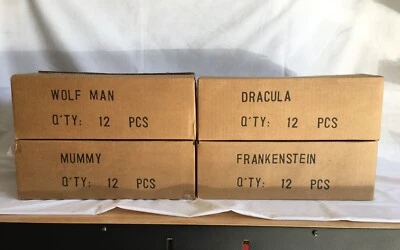 WOLF MAN
Q'TY: 12 PCS
DRACULA
Q'TY: 12 PCS
MUMMY
Q'TY: 12 PCS
FRANKENSTEIN
Q'TY: 12 PCS